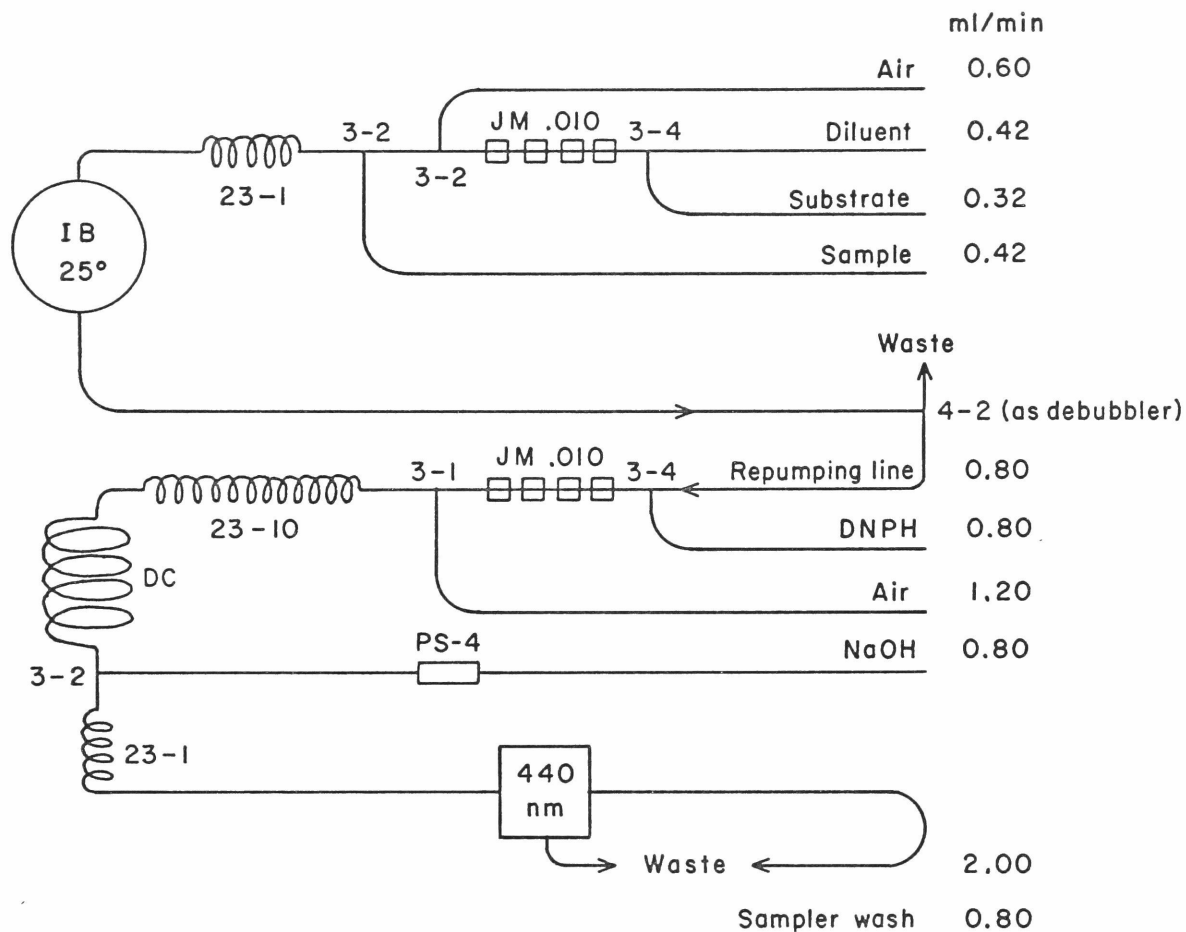 ml/min
Air 0.60
JM .010
3-2 3-4 Diluent 0.42
3-2
23-1 Substrate 0.32
IB
25°
Sample 0.42
Waste
4-2 (as debubbler)
JM .010
3-1 3-4 Repumping line 0.80
23-10 DNPH 0.80
DC
Air 1.20
PS-4
NaOH 0.80
3-2
23-1
440
nm
Waste 2.00
Sampler wash 0.80